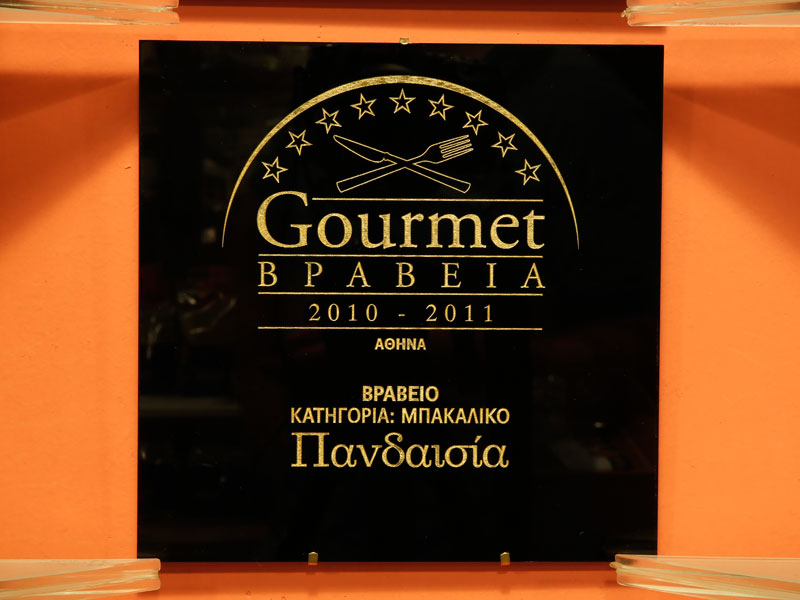 Gourmet
ΒΡΑΒΕΙΑ
2010 - 2011
ΑΘΗΝΑ
ΒΡΑΒΕΙΟ
ΚΑΤΗΓΟΡΙΑ: ΜΠΑΚΑΛΙΚΟ
Πανδαισία